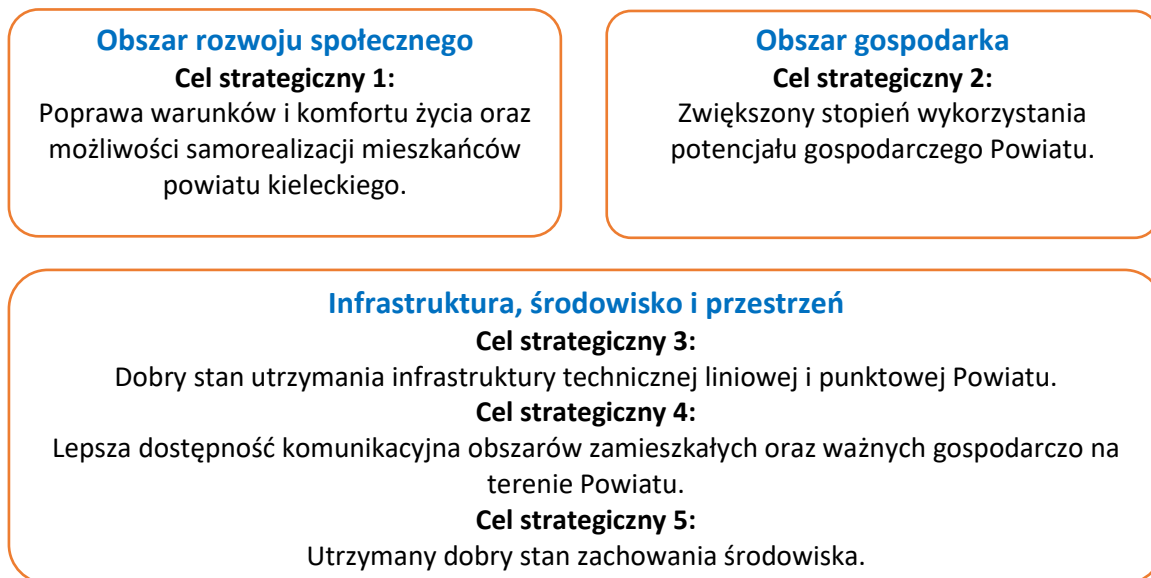 Obszar rozwoju społecznego
Cel strategiczny 1:
Poprawa warunków i komfortu życia oraz
możliwości samorealizacji mieszkańców
powiatu kieleckiego.
Obszar gospodarka
Cel strategiczny 2:
Zwiększony stopień wykorzystania
potencjału gospodarczego Powiatu.
Infrastruktura, środowisko i przestrzeń
Cel strategiczny 3:
Dobry stan utrzymania infrastruktury technicznej liniowej i punktowej Powiatu.
Cel strategiczny 4:
Lepsza dostępność komunikacyjna obszarów zamieszkałych oraz ważnych gospodarczo na
terenie Powiatu.
Cel strategiczny 5:
Utrzymany dobry stan zachowania środowiska.